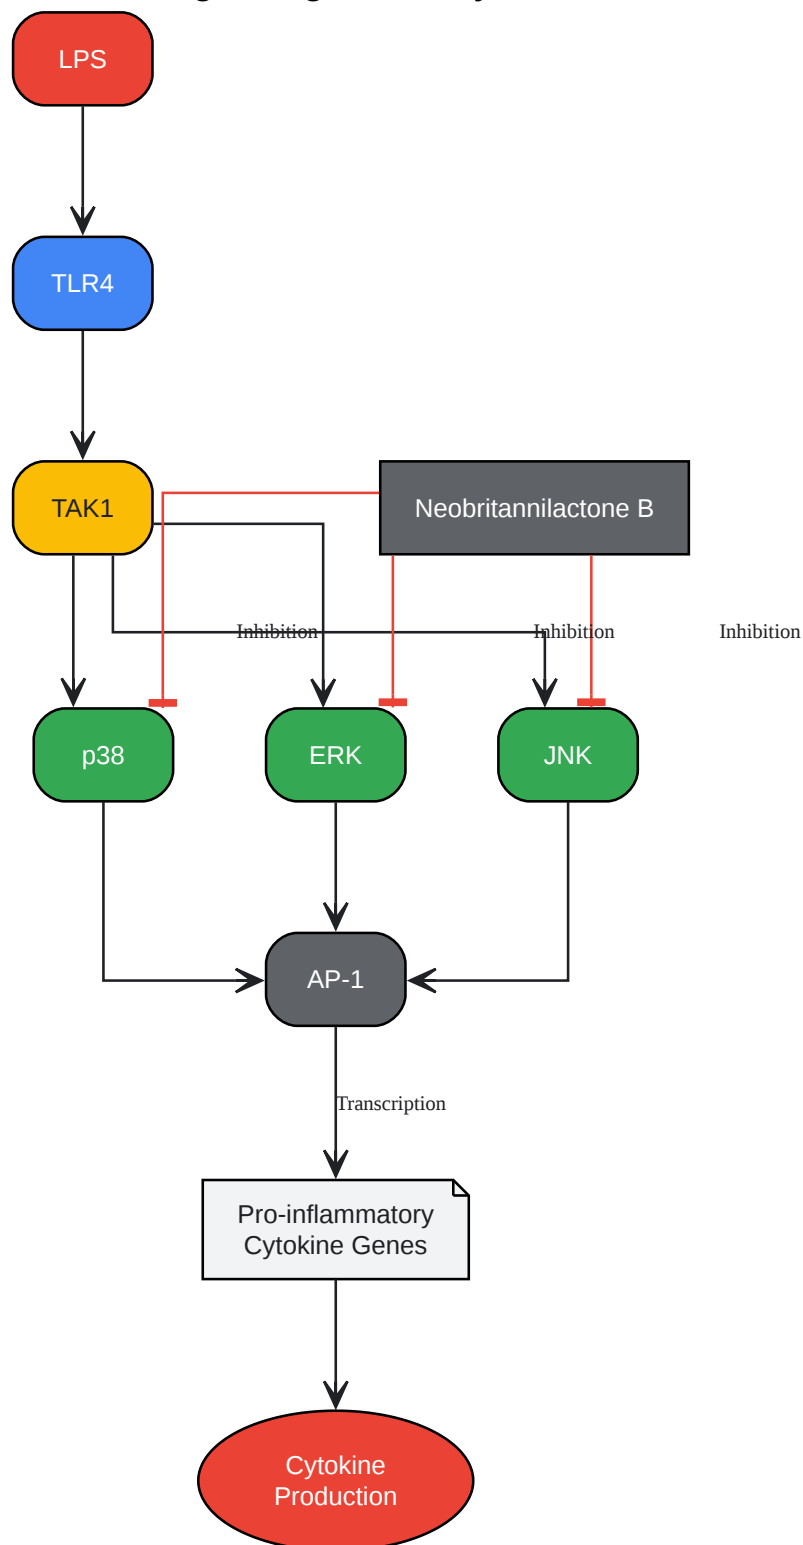 LPS
TLR4
TAK1
Neobritannilactone B
Inhibition
Inhibition
Inhibition
p38
ERK
JNK
AP-1
Transcription
Pro-inflammatory
Cytokine Genes
Cytokine
Production